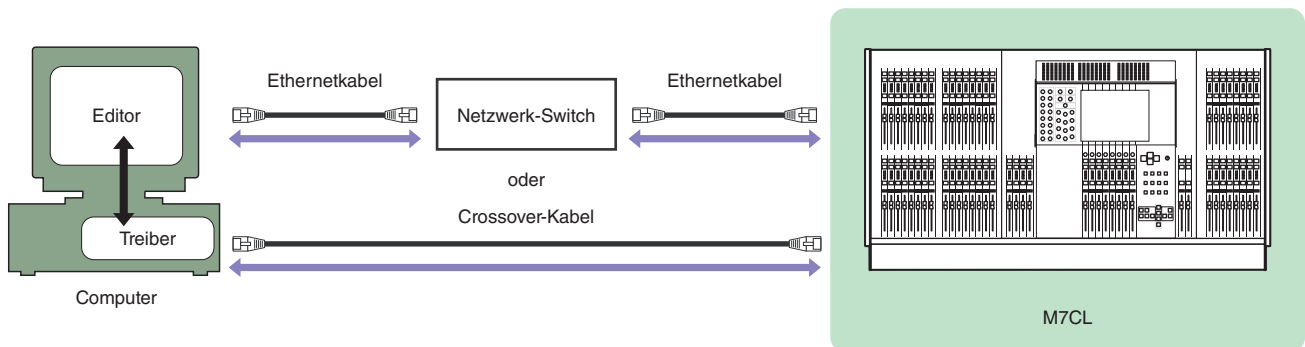 Ethernetkabel
Ethernetkabel
Editor
Netzwerk-Switch
oder
Crossover-Kabel
Treiber
Computer
M7CL